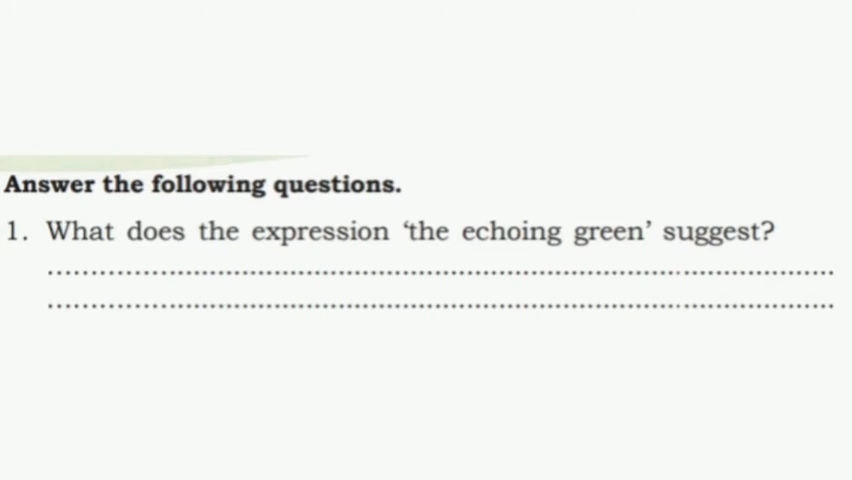 Answer the following questions.
1. What does the expression ‘the echoing green’ suggest?